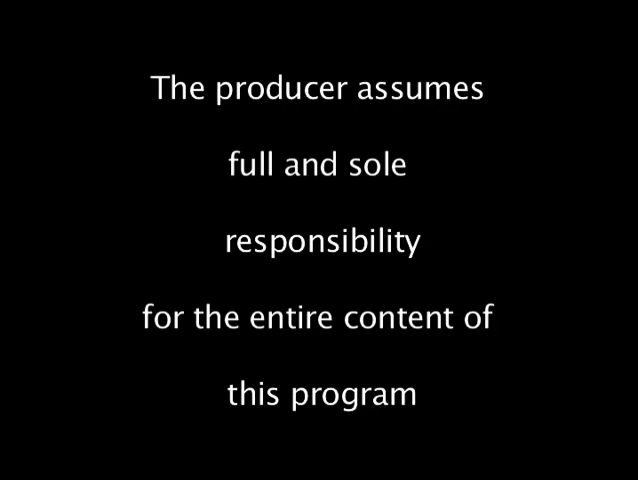 The producer assumes
full and sole
responsibility
for the entire content of
this program